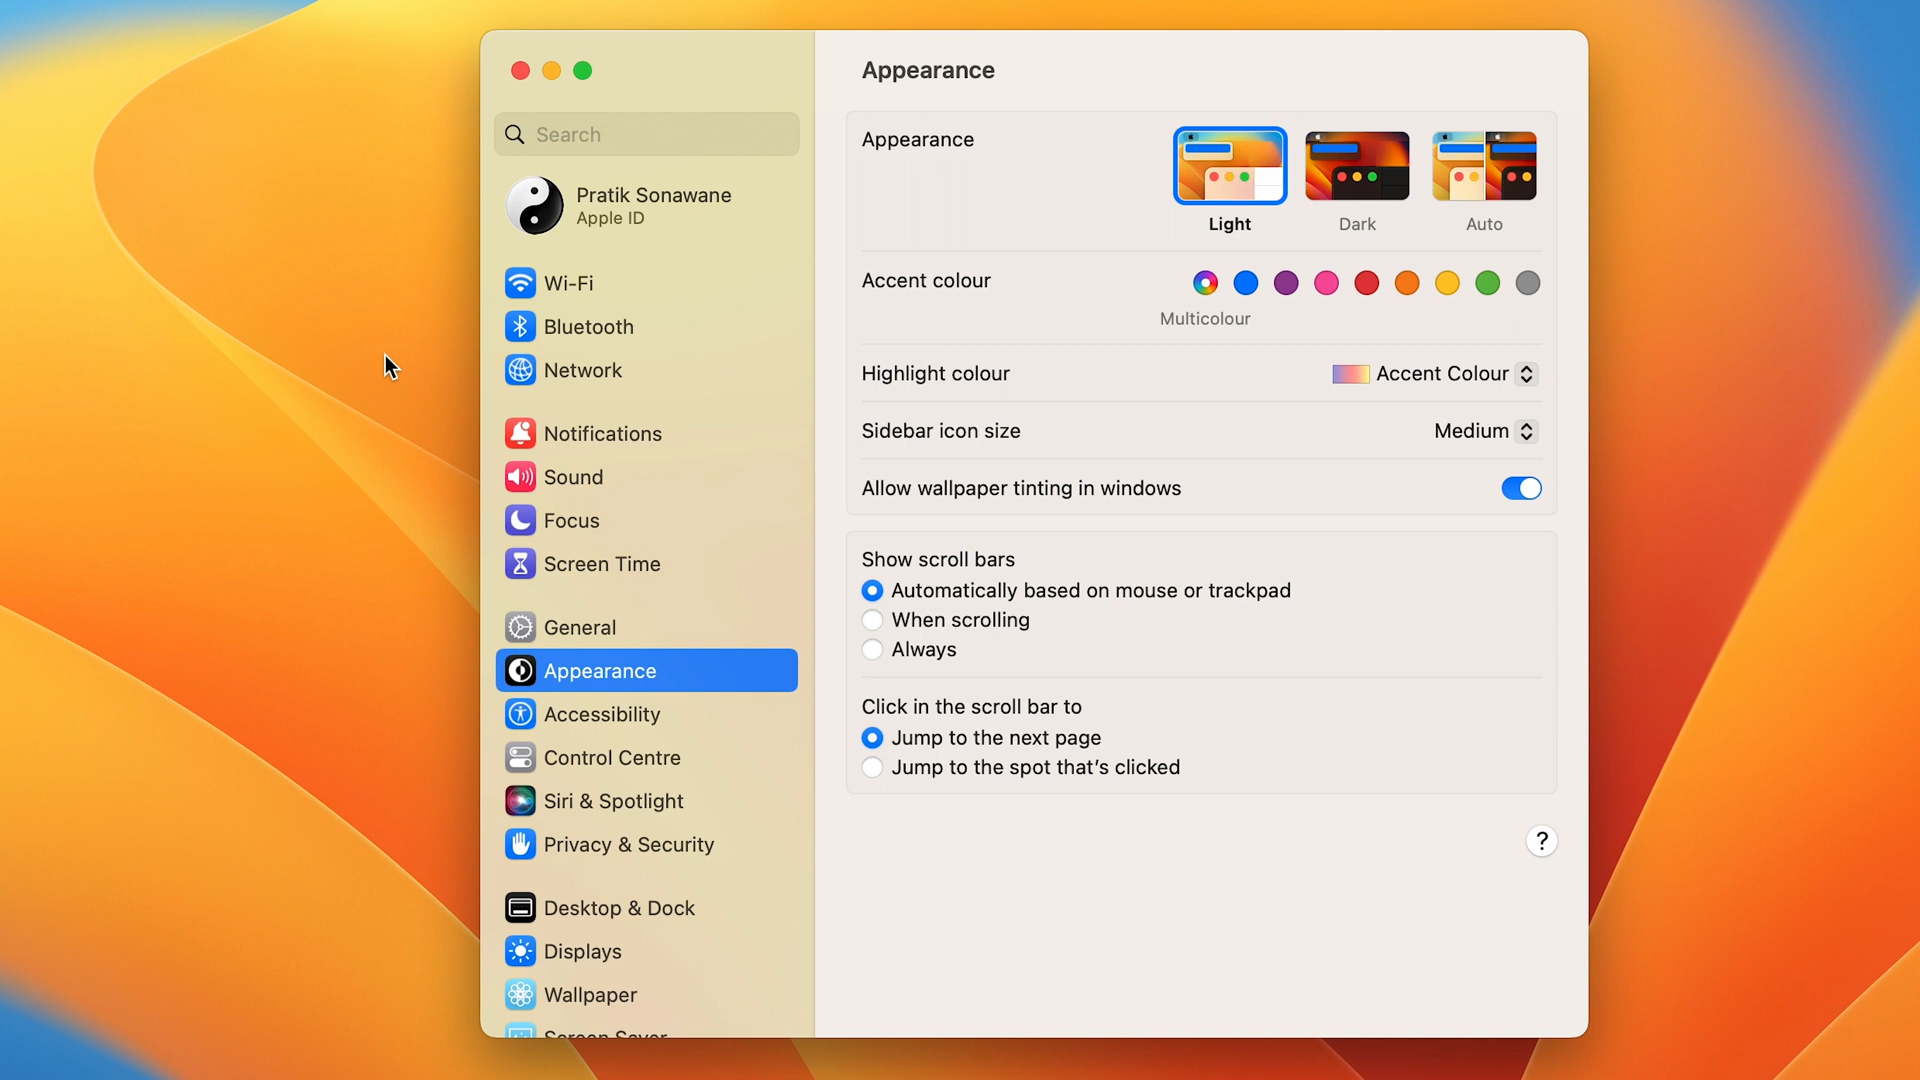 Search
Pratik Sonawane
Apple ID
Wi-Fi
Bluetooth
Network
Notifications
Sound
Focus
Screen Time
General
Appearance
Accessibility
Control Centre
Siri & Spotlight
Privacy & Security
Desktop & Dock
Displays
Wallpaper
Screen Saver
Appearance
Appearance
Light
Dark
Auto
Accent colour
Multicolour
Highlight colour
Accent Colour
Sidebar icon size
Medium
Allow wallpaper tinting in windows
Show scroll bars
Automatically based on mouse or trackpad
When scrolling
Always
Click in the scroll bar to
Jump to the next page
Jump to the spot that's clicked
?